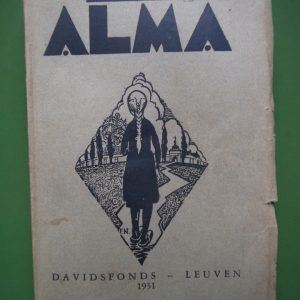 ALMA
DAVIDSFONDS - LEUVEN
1931